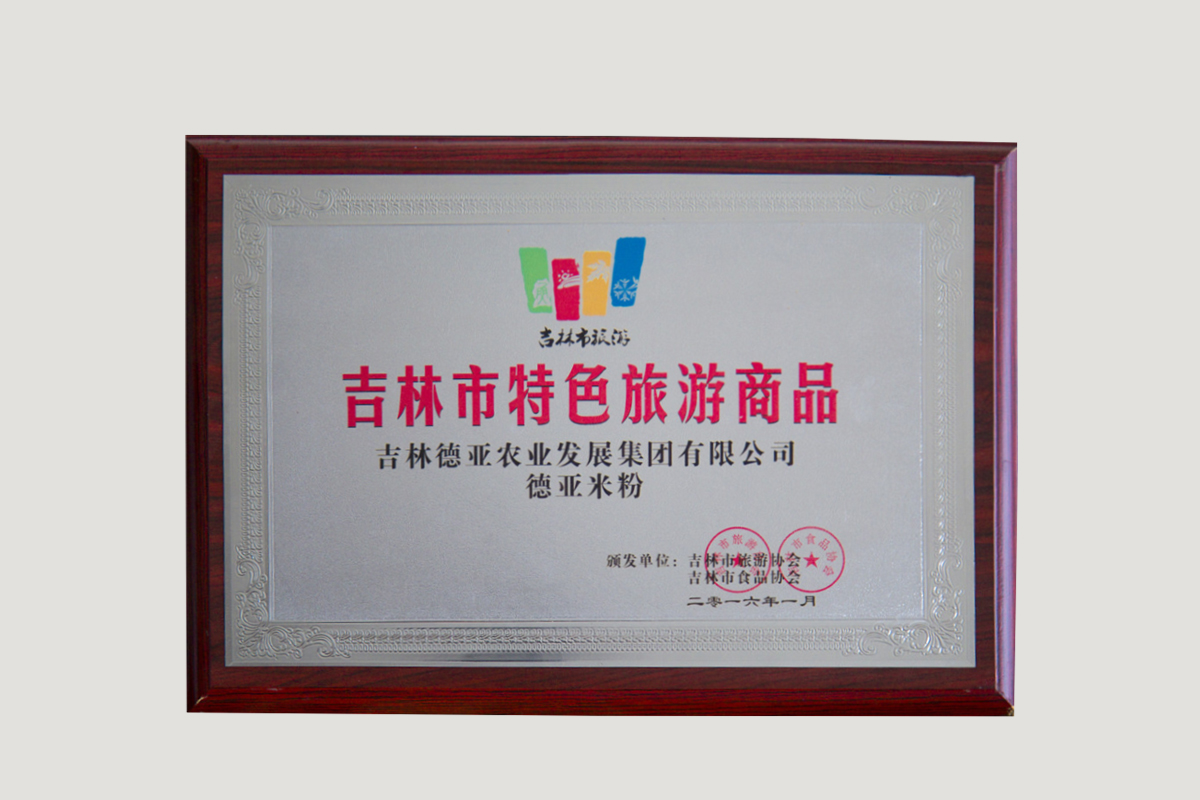 吉林市旅游
吉林市特色旅游商品
吉林德亚农业发展集团有限公司
德亚米粉
颁发单位：吉林市旅游协会
吉林市食品协会
二零一六年一月